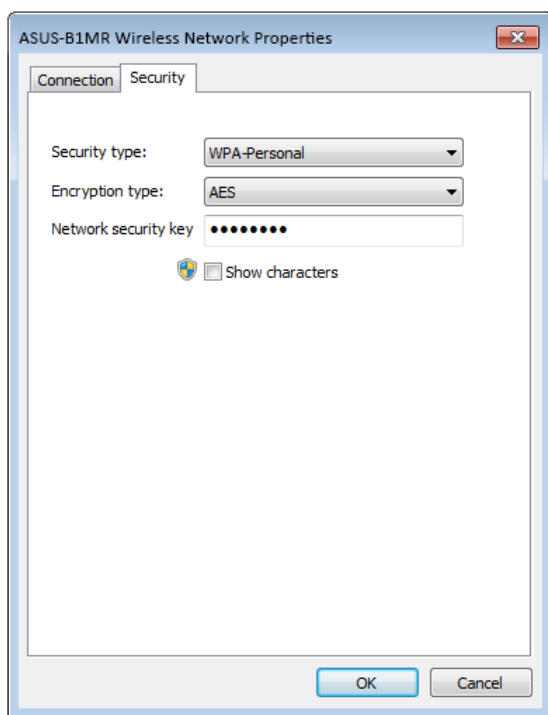 ASUS-B1MR Wireless Network Properties
Connection Security
Security type: WPA-Personal
Encryption type: AES
Network security key ••••••••
Show characters
OK Cancel